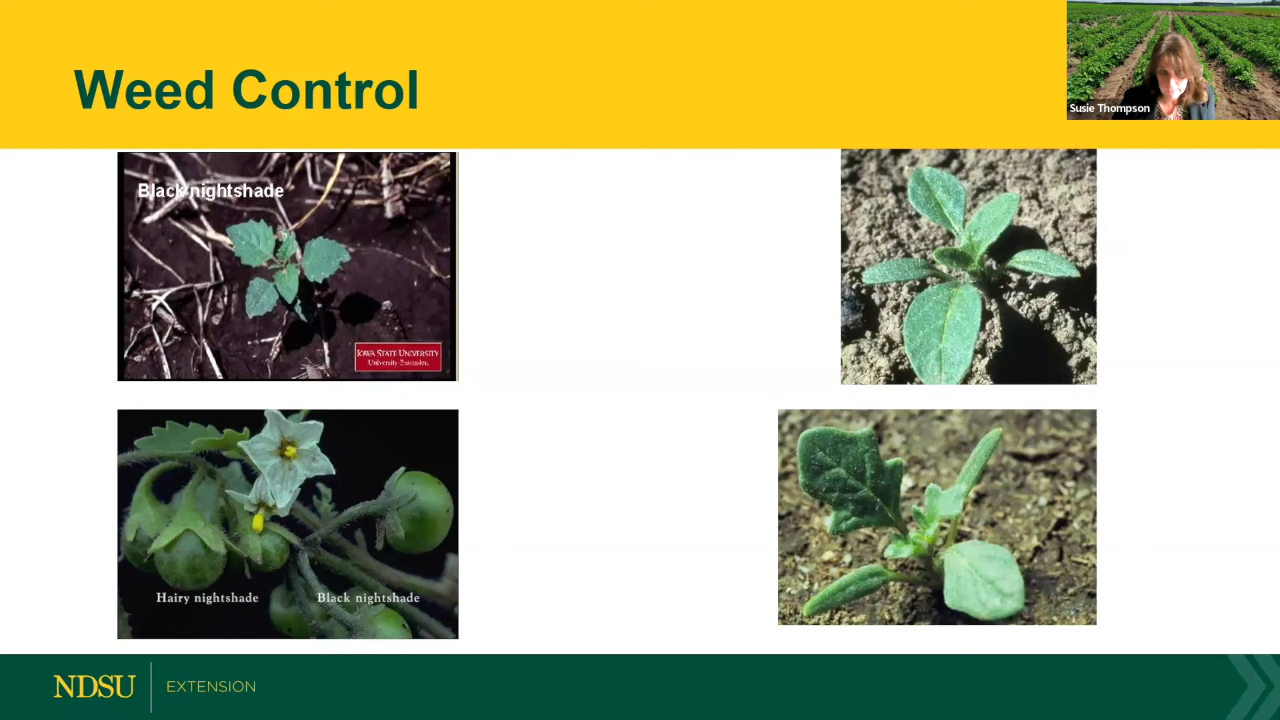 Weed Control
Susie Thompson
Black nightshade
IOWA STATE UNIVERSITY
University Extension
Hairy nightshade
Black nightshade
NDSU
EXTENSION